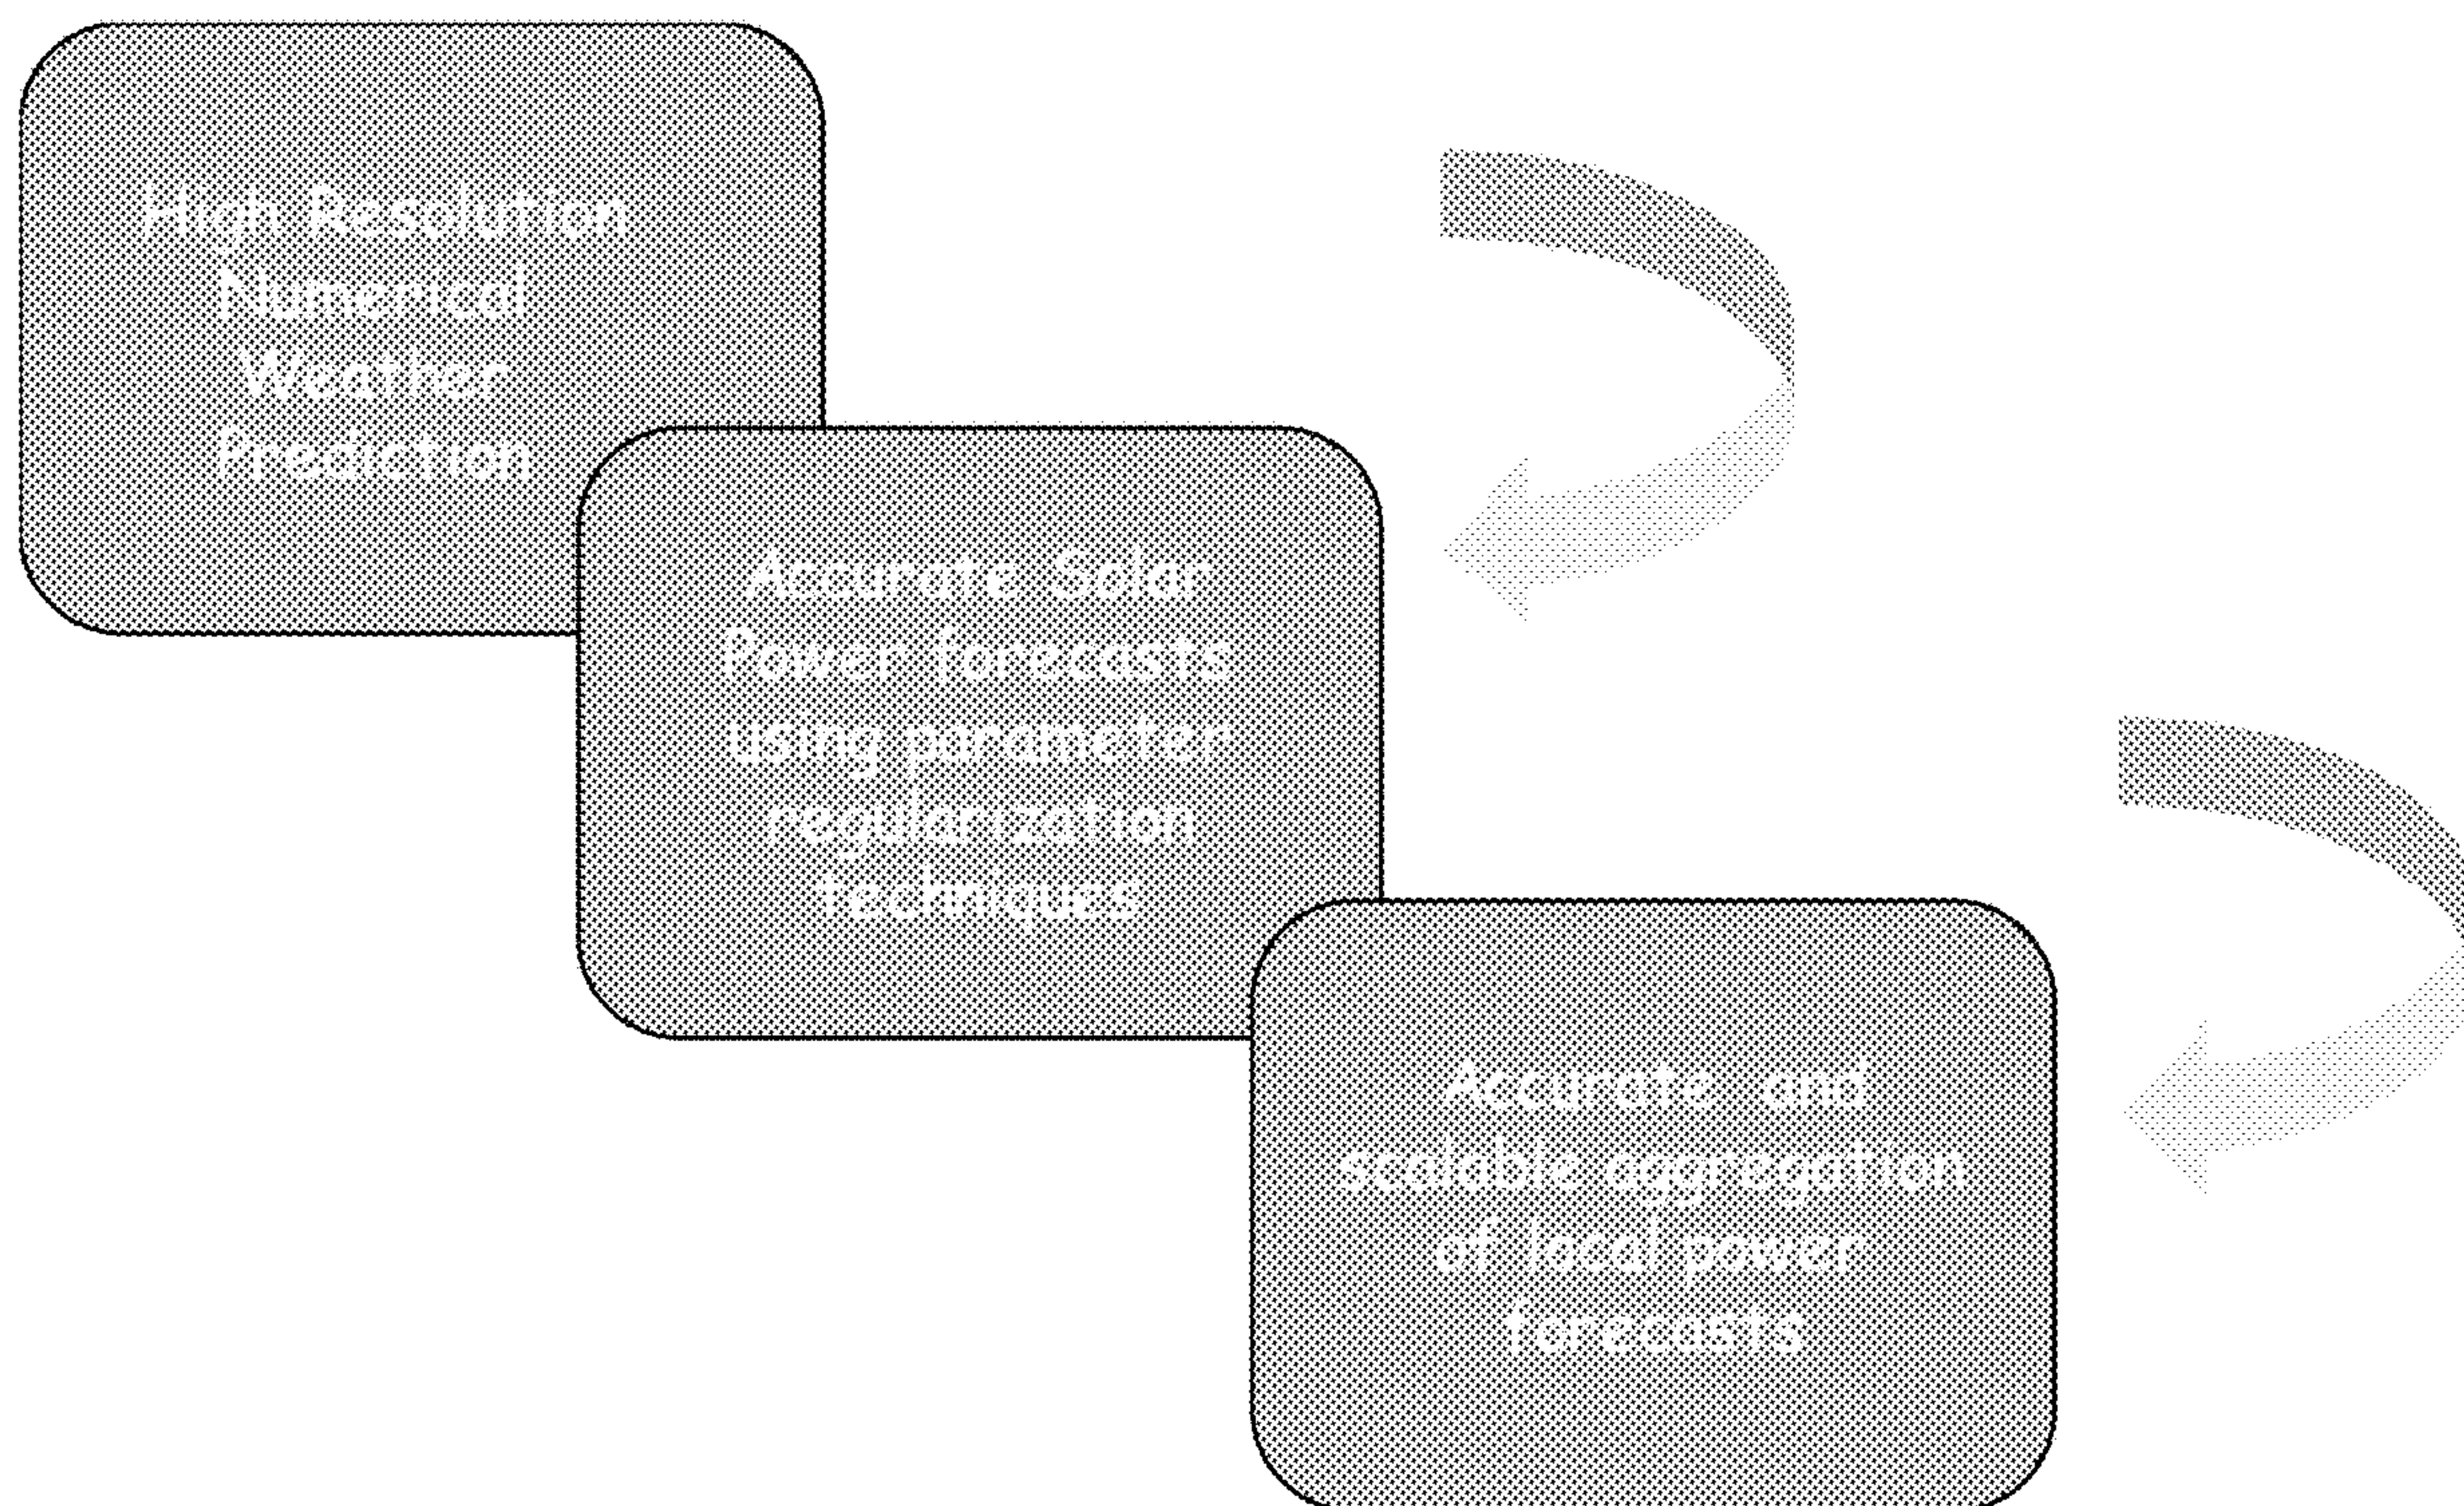 High Resolution
Numerical
Weather
Prediction
Accurate Solar
Power forecasts
using parameter
regularization
techniques
Accurate and
scalable aggregation
of local power
forecasts